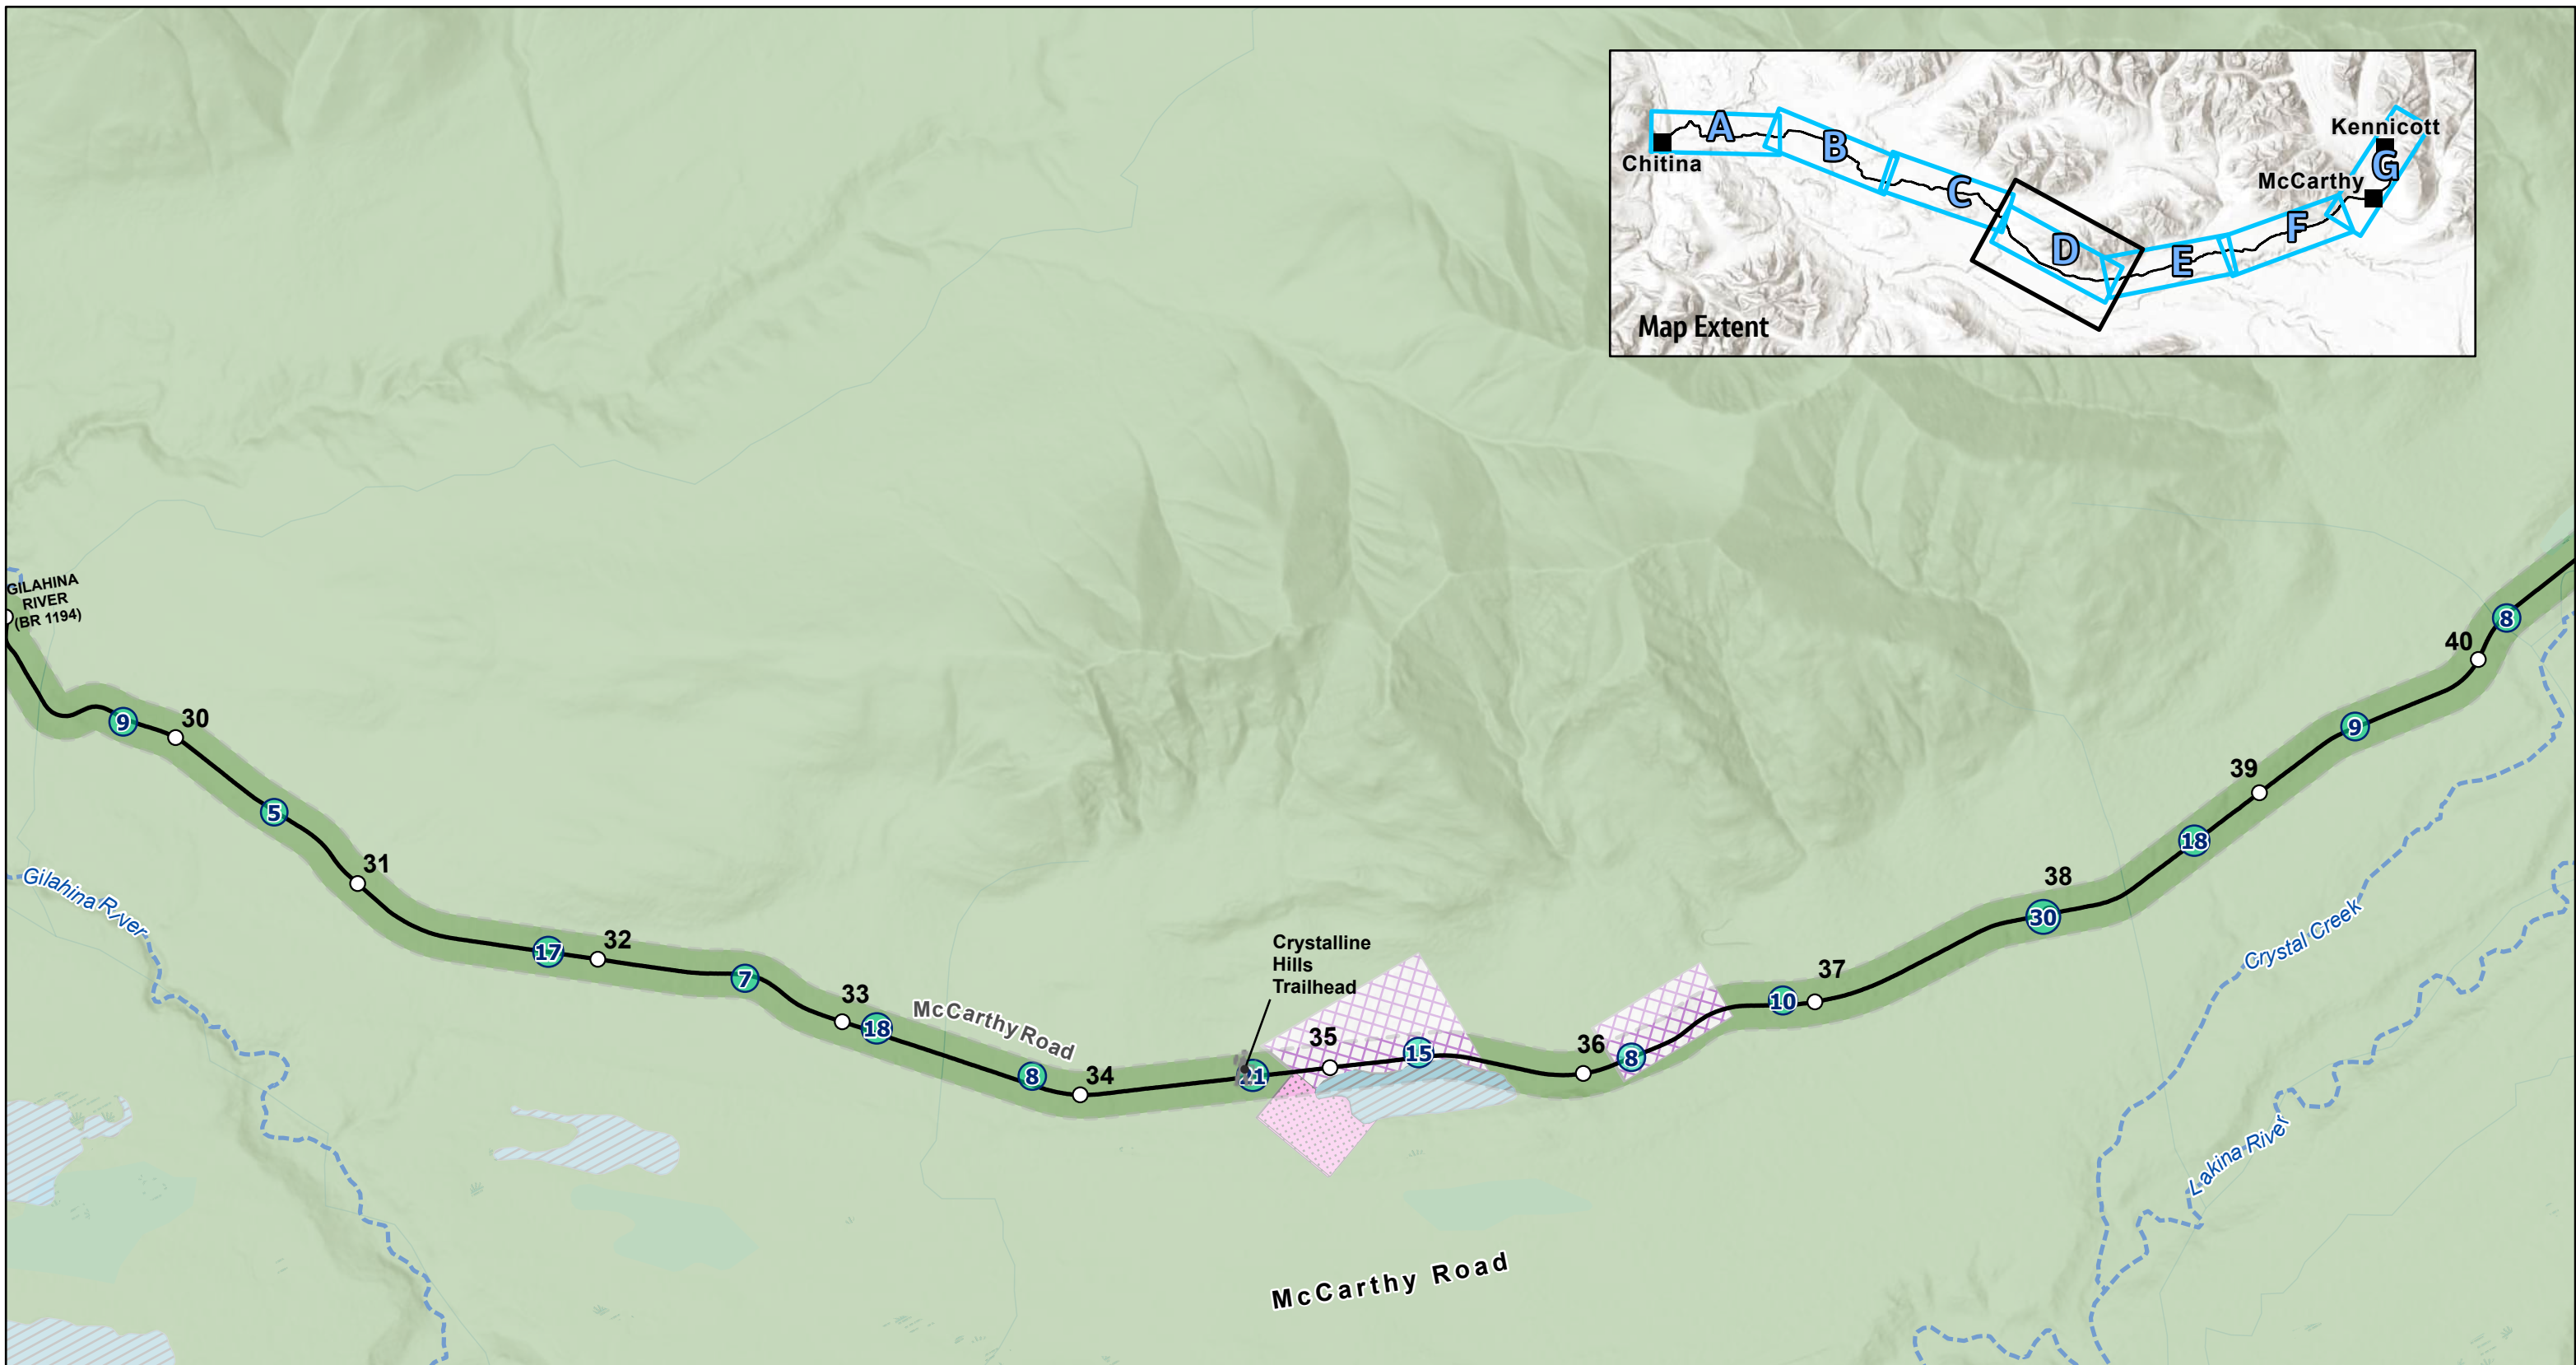 Kennicott
McCarthy
Chitina
A
B
C
D
E
F
G
Map Extent
GILAHINA
RIVER
(BR 1194)
9
30
5
31
17
32
7
33
18
8
34
21
35
15
36
8
10
37
30
38
18
39
9
40
8
Gilahina River
McCarthy Road
Crystalline
Hills
Trailhead
Crystal Creek
Lakina River
McCarthy Road